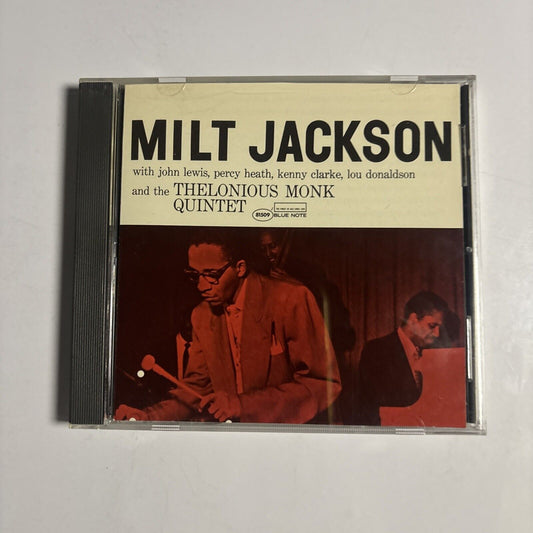 MILT JACKSON
with john lewis, percy heath, kenny clarke, lou donaldson
and the THELONIOUS MONK
QUINTET
81509 BLUE NOTE